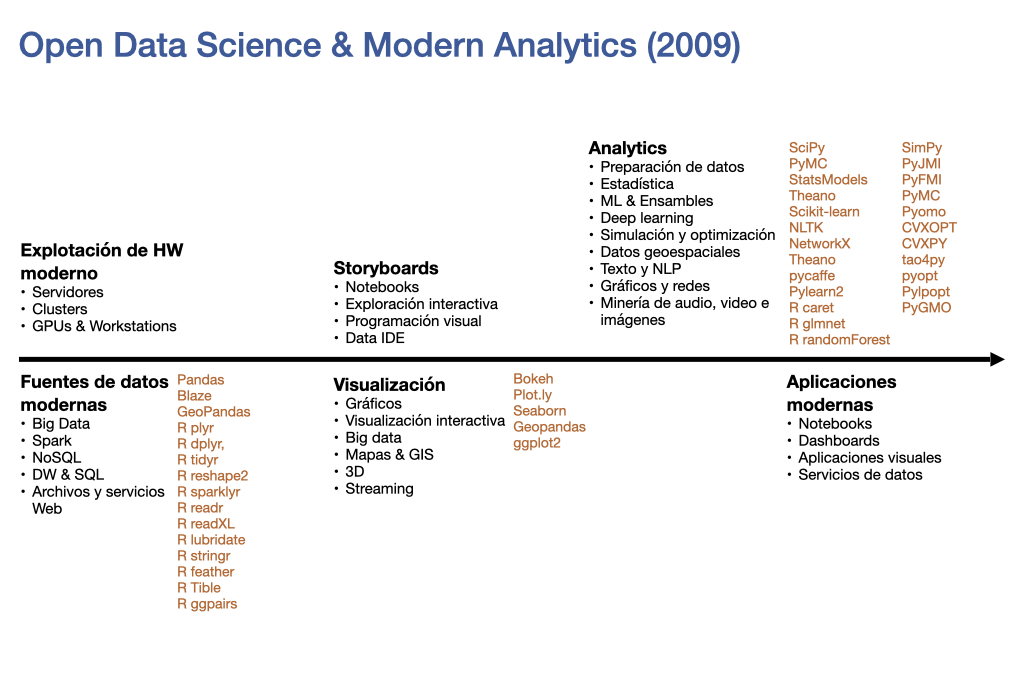 Open Data Science & Modern Analytics (2009)
Explotación de HW
moderno
• Servidores
• Clusters
• GPUs & Workstations
Storyboards
• Notebooks
• Exploración interactiva
• Programación visual
• Data IDE
Analytics
• Preparación de datos
• Estadística
• ML & Ensambles
• Deep learning
• Simulación y optimización
• Datos geoespaciales
• Texto y NLP
• Gráficos y redes
• Minería de audio, video e
imágenes
SciPy
PyMC
StatsModels
Theano
Scikit-learn
NLTK
NetworkX
Theano
pycaffe
Pylearn2
R caret
R glmnet
R randomForest
SimPy
PyJMI
PyFMI
PyMC
Pyomo
CVXOPT
CVXPY
tao4py
pyopt
PyIpopt
PyGMO
Fuentes de datos
modernas
• Big Data
• Spark
• NoSQL
• DW & SQL
• Archivos y servicios
Web
Pandas
Blaze
GeoPandas
R plyr
R dplyr,
R tidyr
R reshape2
R sparklyr
R readr
R readXL
R lubridate
R stringr
R feather
R Tible
R ggpairs
Visualización
• Gráficos
• Visualización interactiva
• Big data
• Mapas & GIS
• 3D
• Streaming
Bokeh
Plot.ly
Seaborn
Geopandas
ggplot2
Aplicaciones
modernas
• Notebooks
• Dashboards
• Aplicaciones visuales
• Servicios de datos